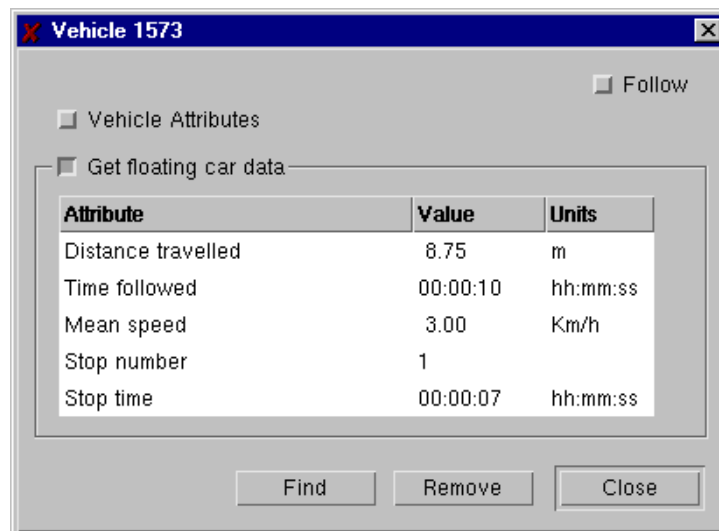 Vehicle 1573
Follow
Vehicle Attributes
Get floating car data
Attribute Value Units
Distance travelled 8.75 m
Time followed 00:00:10 hh:mm:ss
Mean speed 3.00 Km/h
Stop number 1
Stop time 00:00:07 hh:mm:ss
Find Remove Close